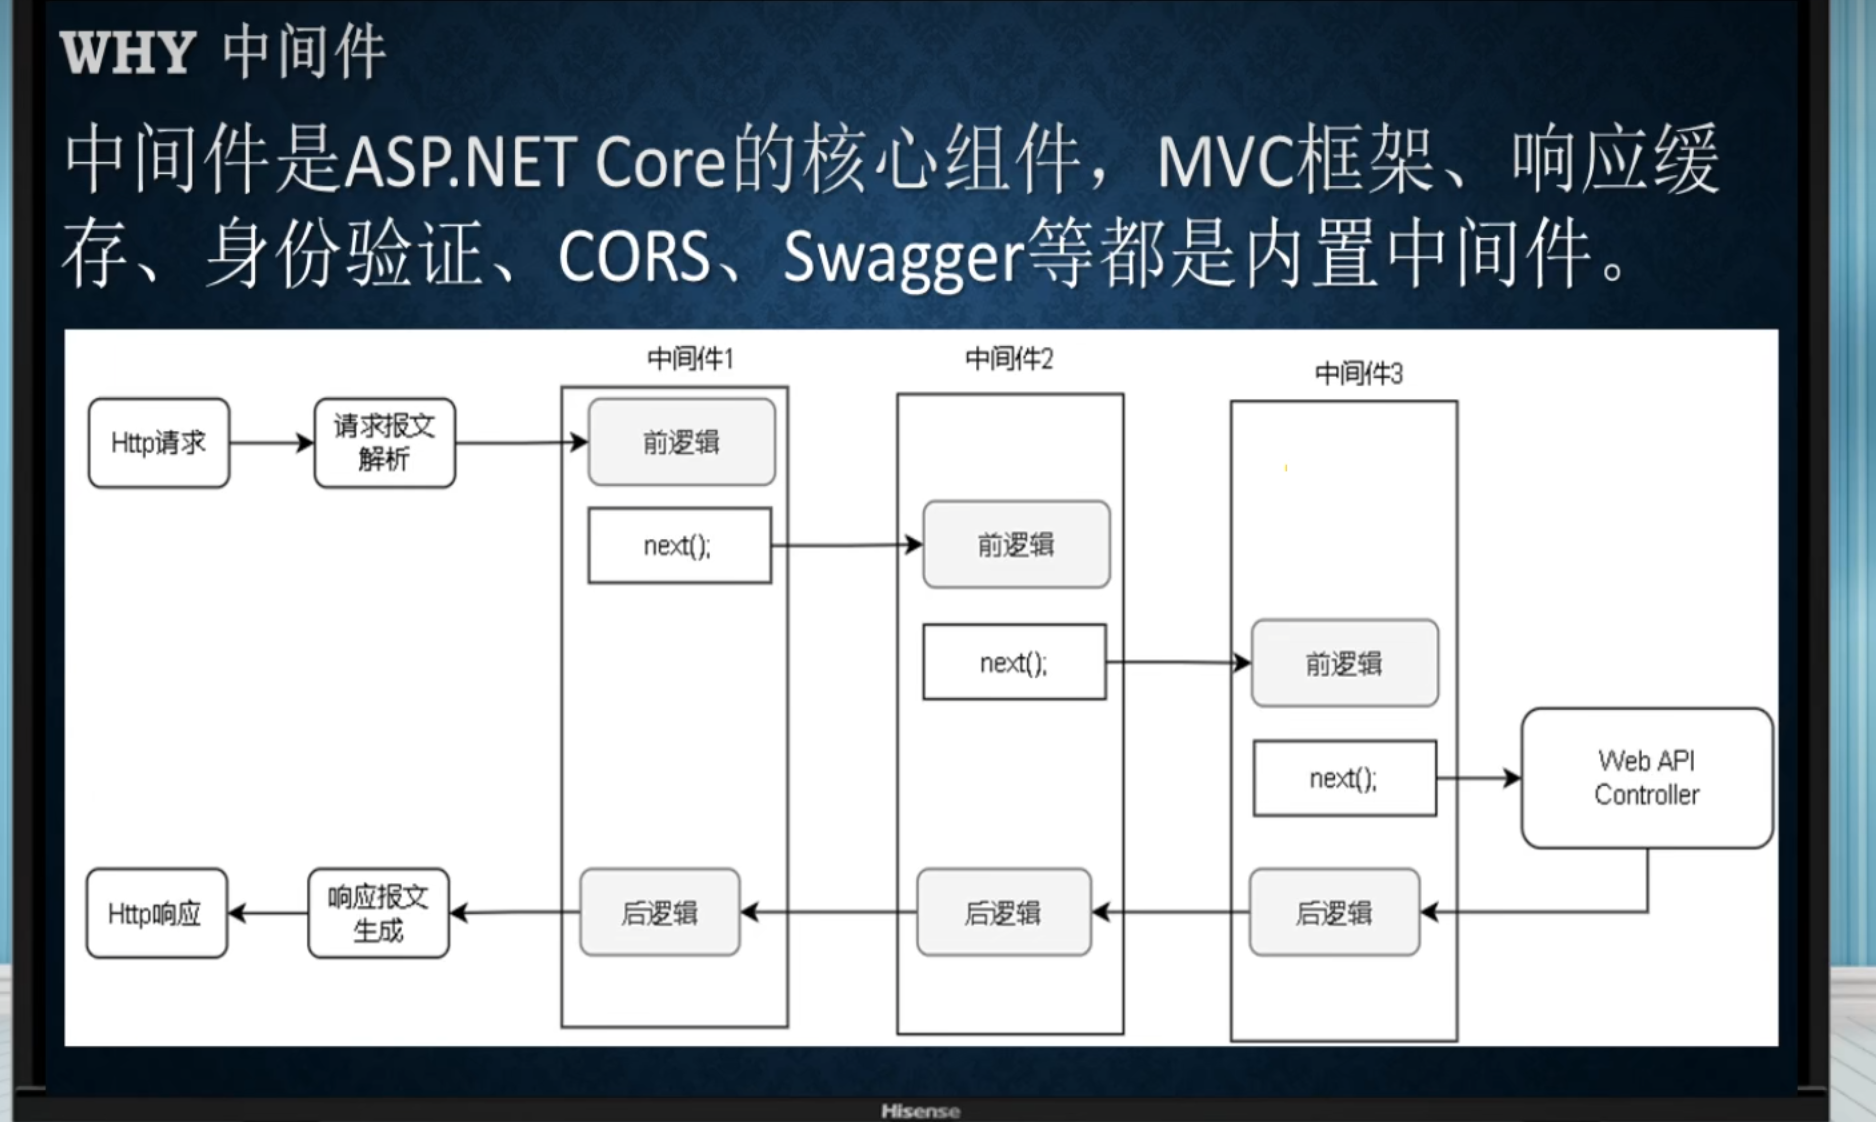 WHY 中间件
中间件是ASP.NET Core的核心组件，MVC框架、响应缓
存、身份验证、CORS、Swagger等都是内置中间件。
中间件1
中间件2
中间件3
Http请求
请求报文
解析
前逻辑
next();
前逻辑
next();
前逻辑
next();
Web API
Controller
Http响应
响应报文
生成
后逻辑
后逻辑
后逻辑
Hisense